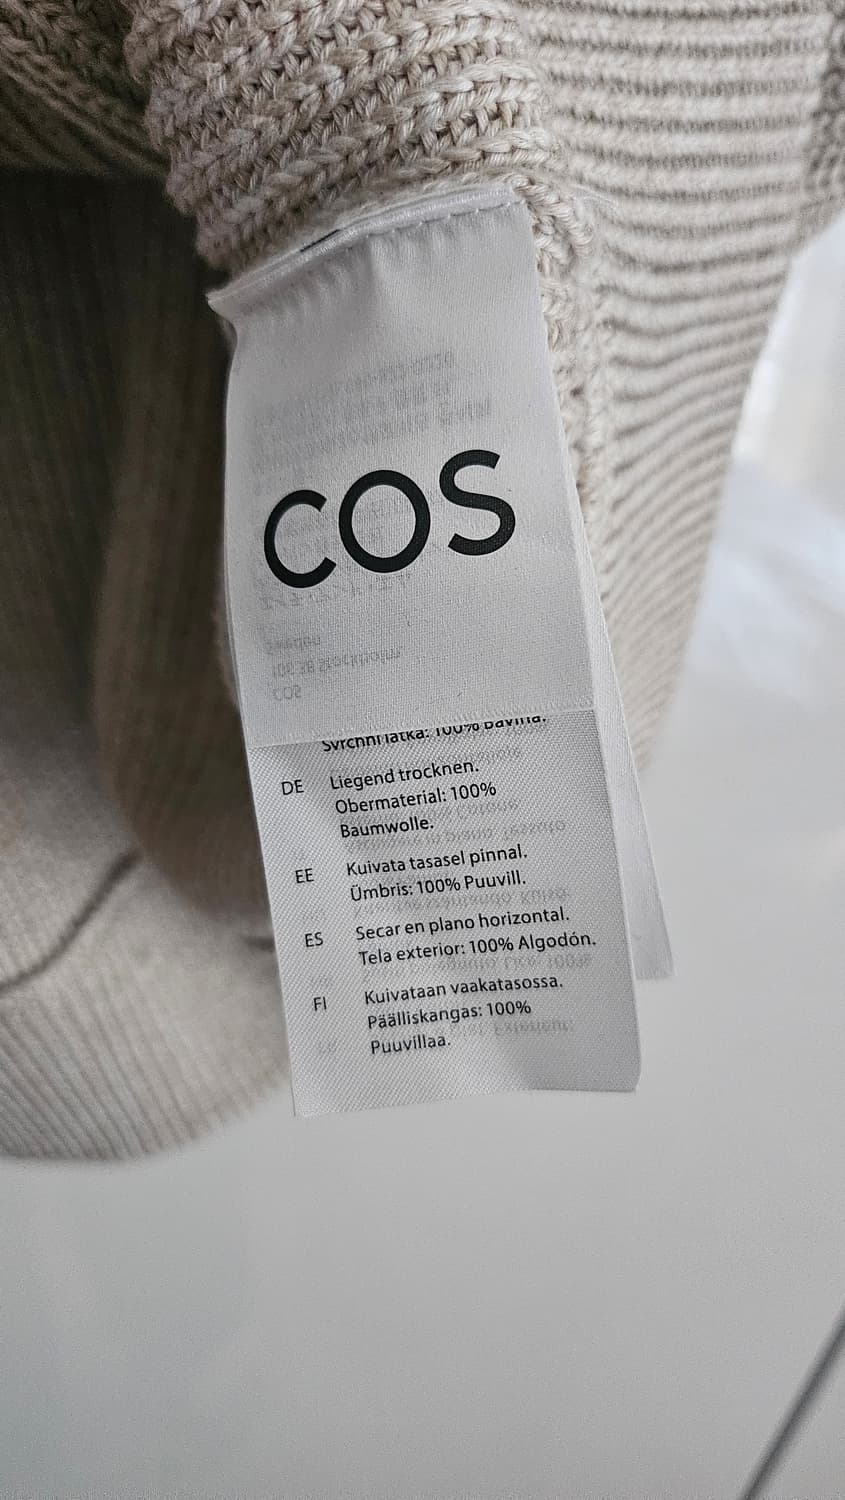 COS
Svrchní látka: 100% Bavlna.
DE Liegend trocknen.
Obermaterial: 100%
Baumwolle.
EE Kuivata tasasel pinnal.
Ümbris: 100% Puuvill.
ES Secar en plano horizontal.
Tela exterior: 100% Algodón.
FI Kuivataan vaakatasossa.
Päälliskangas: 100%
Puuvillaa.